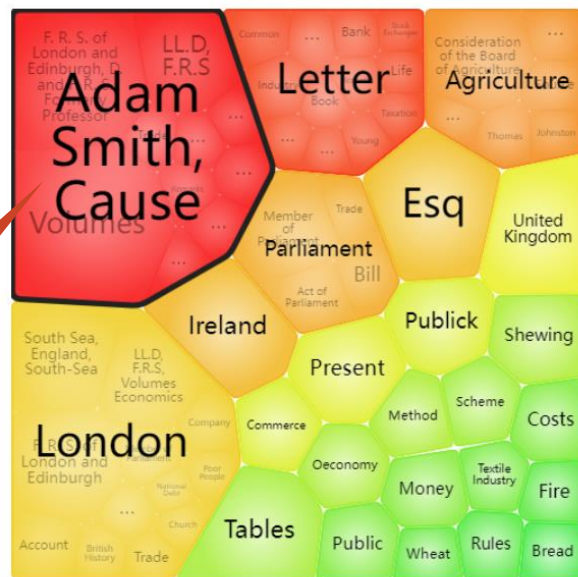 F. R. S. of
London and
Edinburgh, D.
Professor
LL.D,
F.R.S
Adam
Smith,
Cause
Volumes
...
...
...
...
Common
...
Bank
Life
Letter
Book
Taxation
...
...
Young
Consideration
of the Board
of Agriculture
...
Agriculture
...
Thomas
Johnston
Member
of
Parliament
Trade
Parliament
Bill
Act of
Parliament
Esq
United
Kingdom
Ireland
Publick
Shewing
Present
South Sea,
England,
South-Sea
LL.D,
F.R.S,
Volumes
Economics
Commerce
Method
Scheme
Costs
Company
London
F. R. S. of
London and
Edinburgh
Parliament
National
Debt
Poor
People
...
Church
Account
British
History
Trade
Oeconomy
Money
Textile
Industry
Fire
Tables
Public
Wheat
Rules
Bread